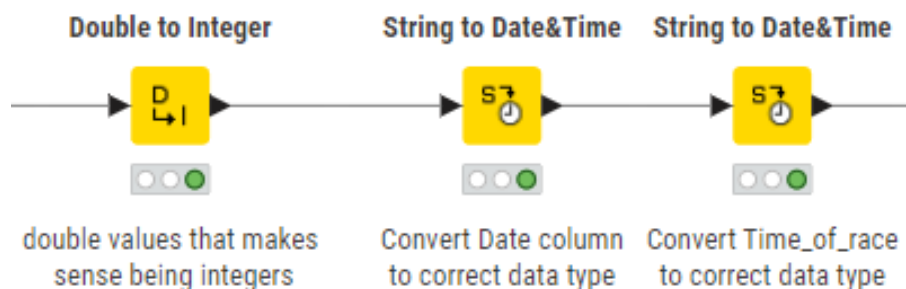 Double to Integer
String to Date&Time
String to Date&Time
D
I
S
S
double values that makes
sense being integers
Convert Date column
to correct data type
Convert Time_of_race
to correct data type